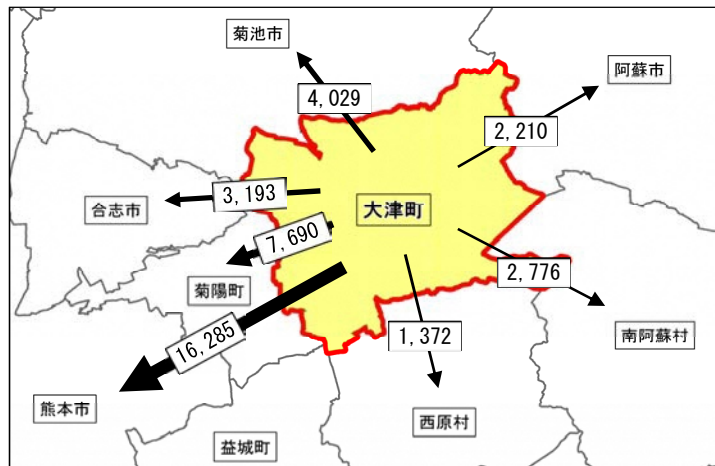 菊池市
阿蘇市
4,029
2,210
合志市
3,193
大津町
7,690
菊陽町
2,776
16,285
1,372
南阿蘇村
熊本市
西原村
益城町